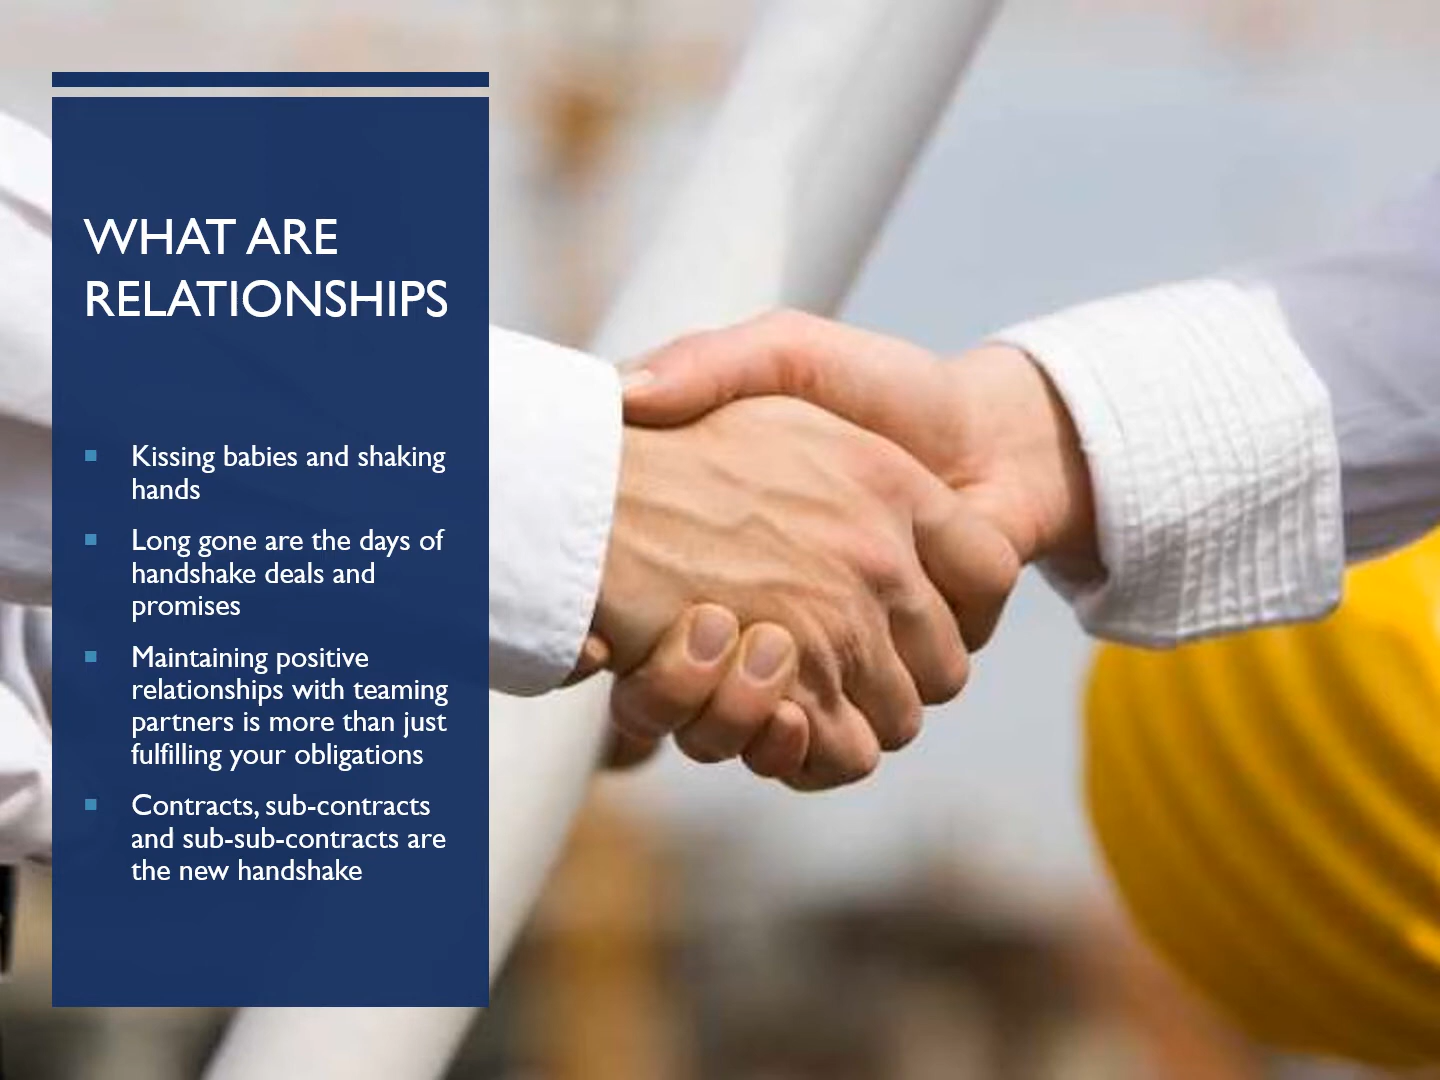 WHAT ARE
RELATIONSHIPS
Kissing babies and shaking
hands
Long gone are the days of
handshake deals and
promises
Maintaining positive
relationships with teaming
partners is more than just
fulfilling your obligations
Contracts, sub-contracts
and sub-sub-contracts are
the new handshake